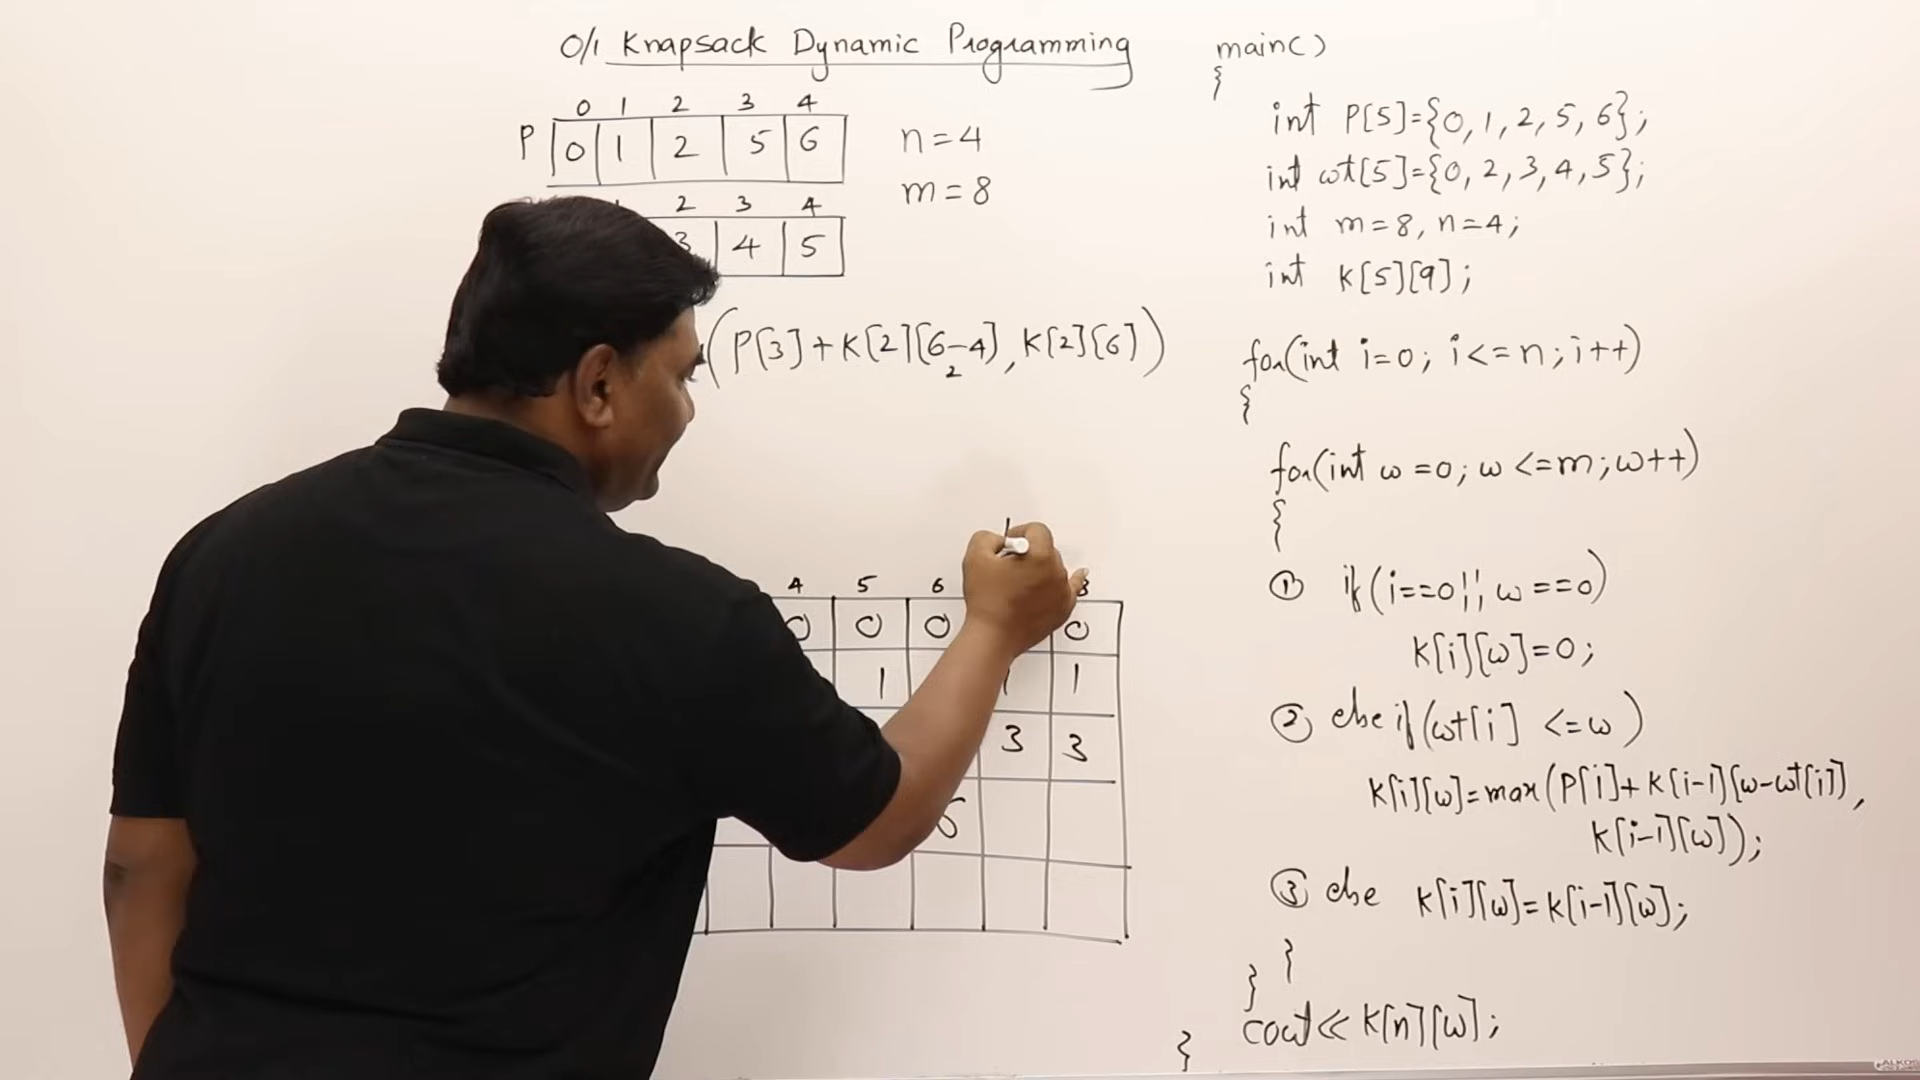 0/1 Knapsack Dynamic Programming
0 1 2 3 4
P 0 1 2 5 6
n=4
m=8
2 3 4
3 4 5
(P[3]+K[2][6-4], K[2][6])
2
4 5 6 8
0 0 0 0
1 1 1
3 3
main()
{
int P[5]={0, 1, 2, 5, 6};
int wt[5]={0, 2, 3, 4, 5};
int m=8, n=4;
int K[5][9];
for(int i=0; i<=n; i++)
{
for(int w=0; w<=m; w++)
{
① if(i==0 || w==0)
K[i][w]=0;
② else if(wt[i] <=w)
K[i][w]=max(P[i]+K[i-1][w-wt[i]],
K[i-1][w]);
③ else K[i][w]=K[i-1][w];
}
}
cout<<K[n][w];
}